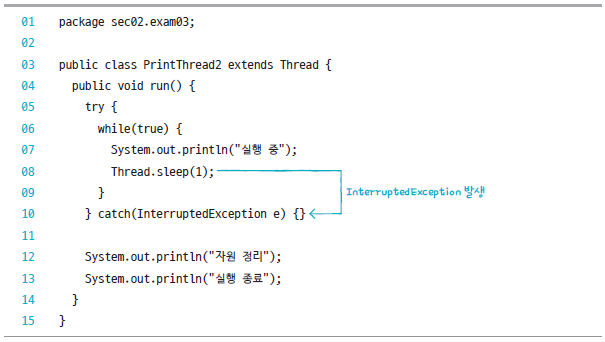 01 package sec02.exam03;
02
03 public class PrintThread2 extends Thread {
04 public void run() {
05 try {
06 while(true) {
07 System.out.println("실행 중");
08 Thread.sleep(1);
09 }
InterruptedException 발생
10 } catch(InterruptedException e) {}
11
12 System.out.println("자원 정리");
13 System.out.println("실행 종료");
14 }
15 }